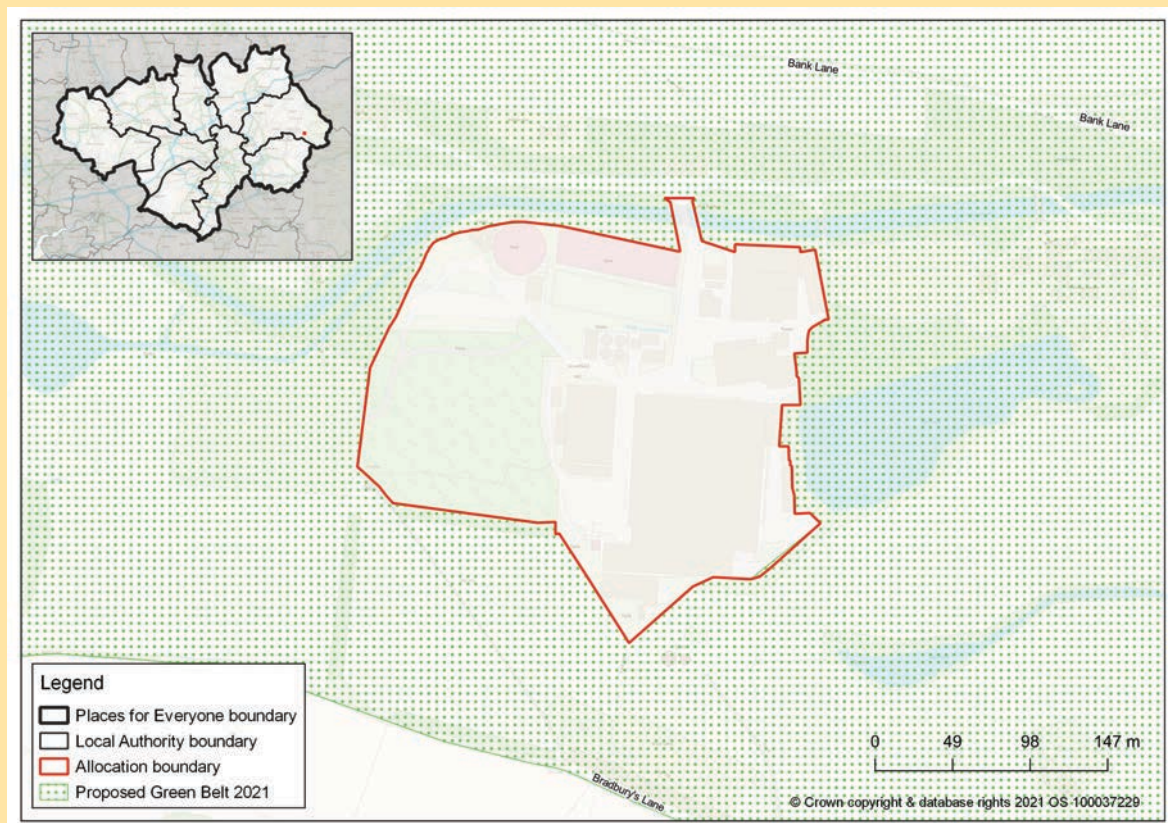 Bank Lane
Bank Lane
Legend
Places for Everyone boundary
Local Authority boundary
Allocation boundary
Proposed Green Belt 2021
Bradbury's Lane
0 49 98 147 m
© Crown copyright & database rights 2021 OS 100037229